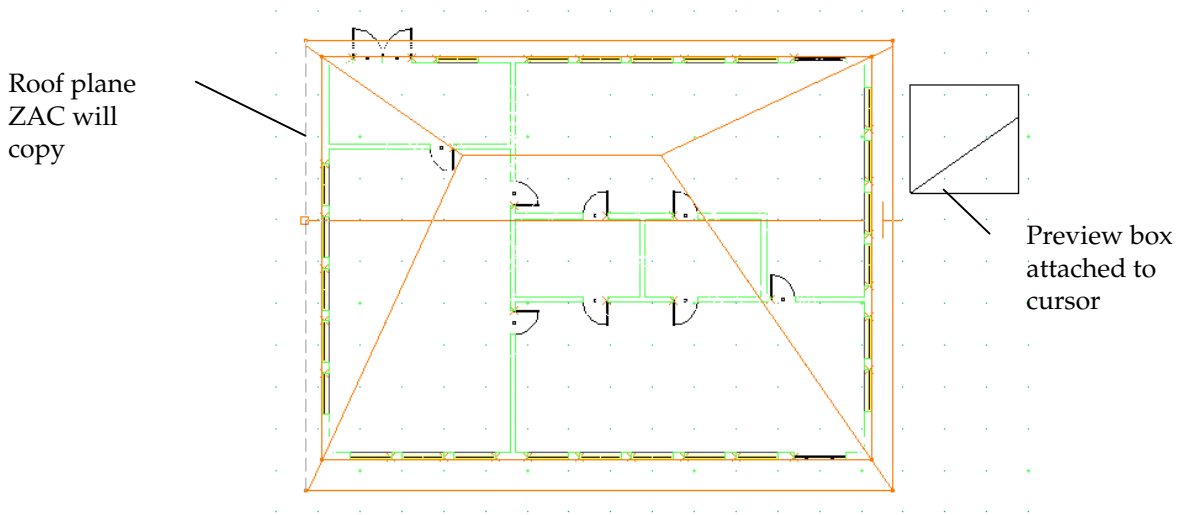 Roof plane
ZAC will
copy
Preview box
attached to
cursor